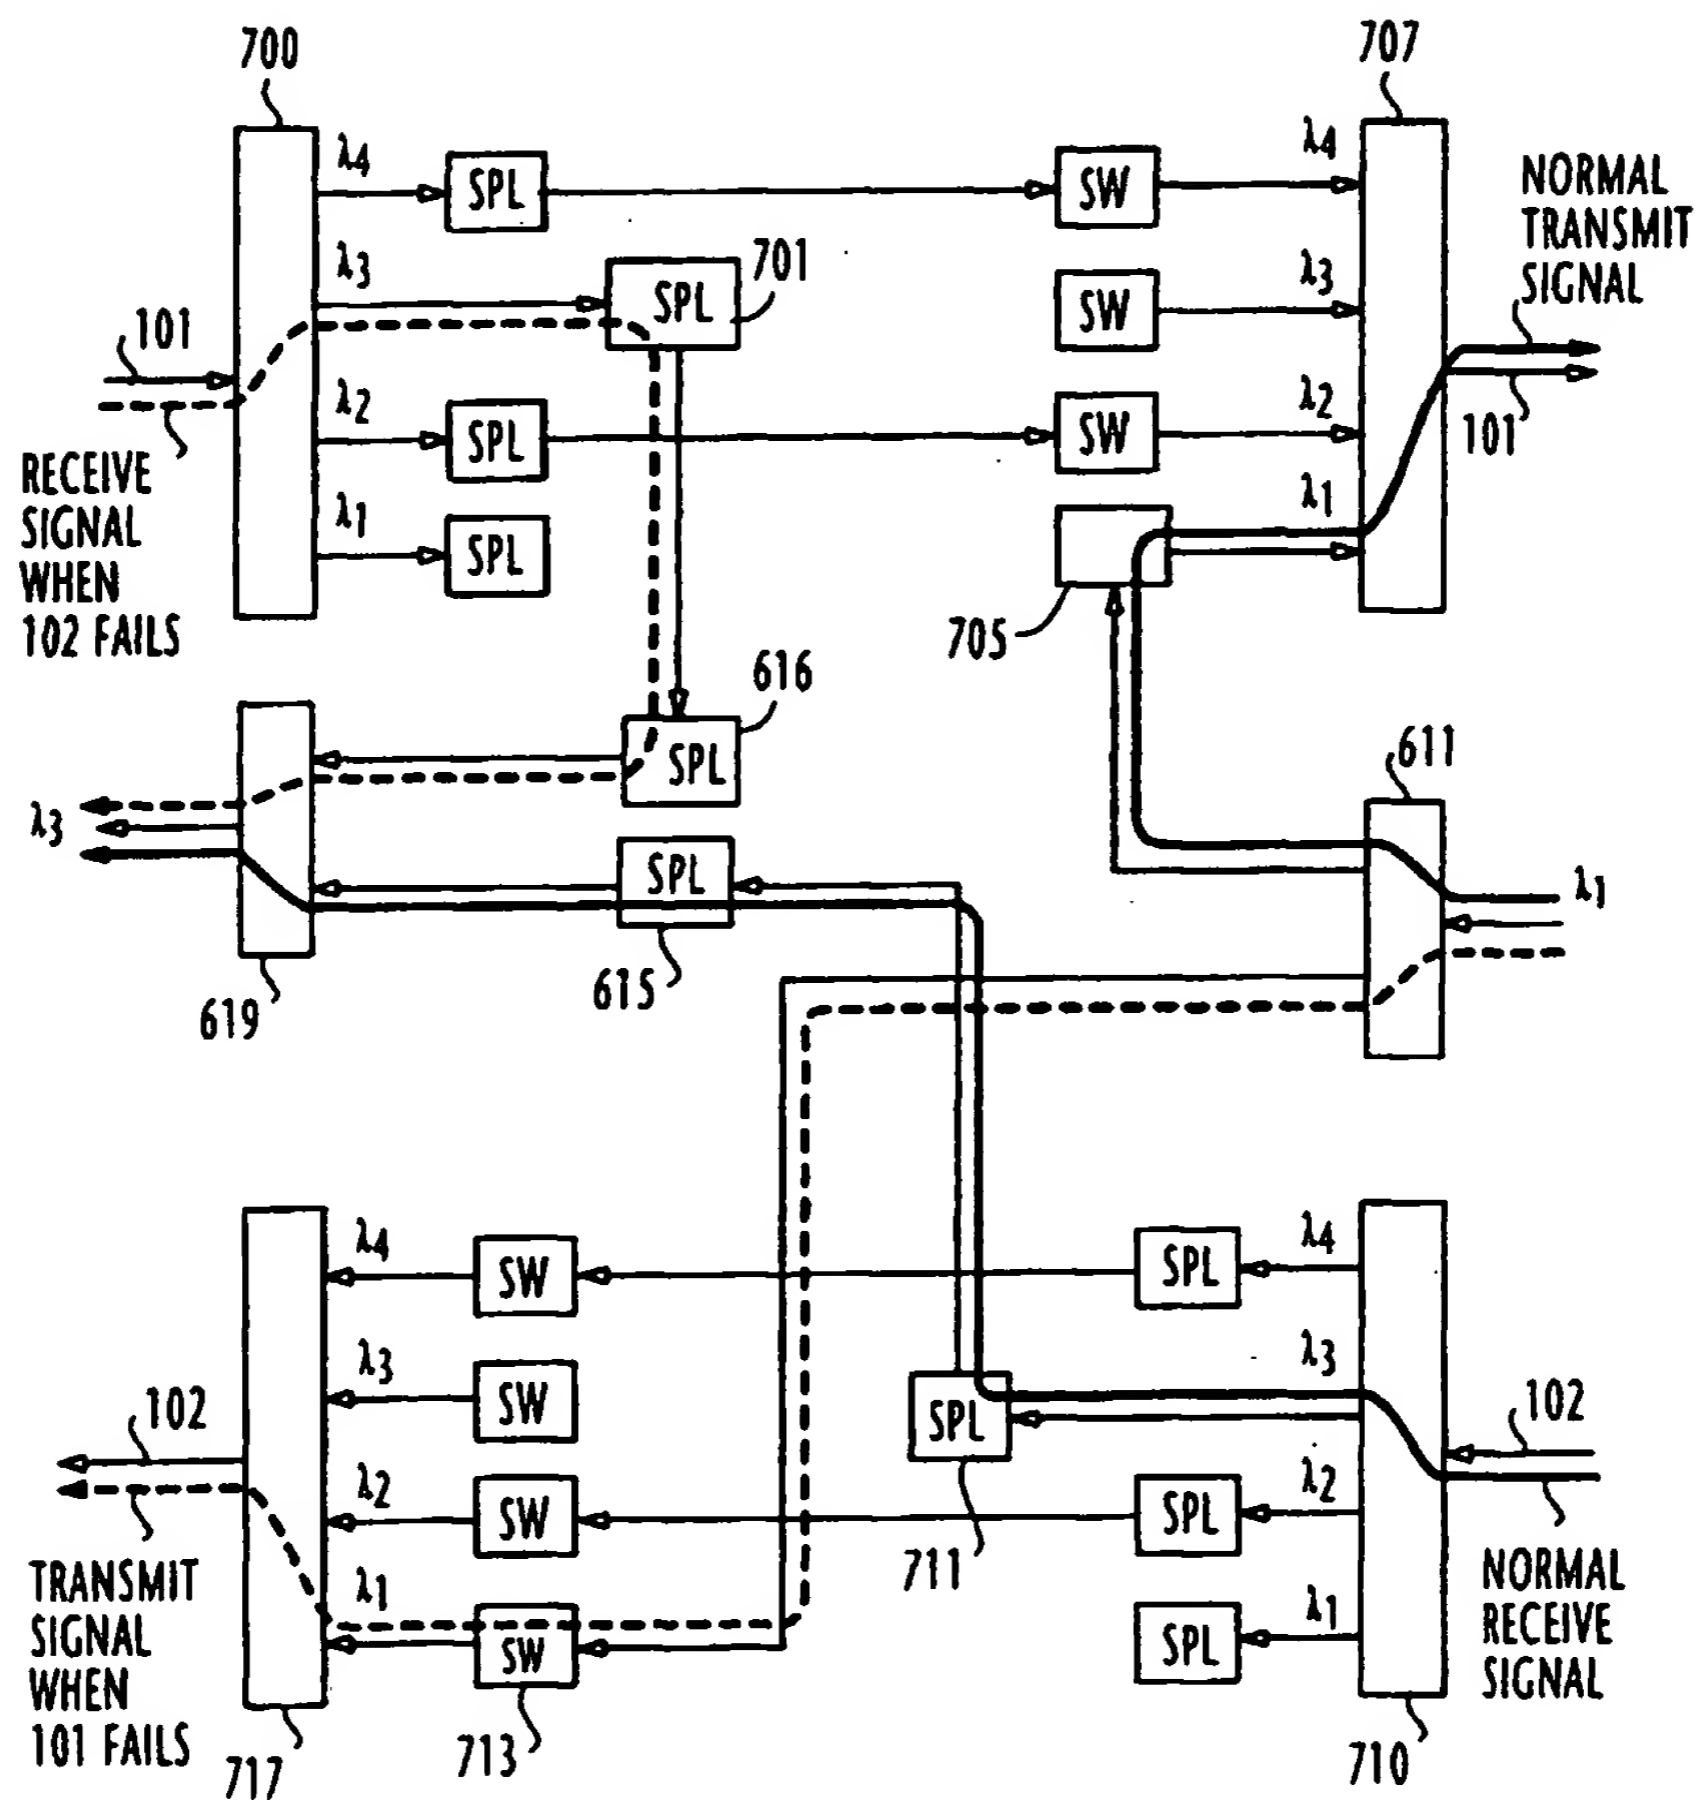 700
707
λ4
SPL
SW
λ4
NORMAL
TRANSMIT
SIGNAL
λ3
SPL
701
SW
λ3
101
101
λ2
SPL
SW
λ2
RECEIVE
SIGNAL
WHEN
102 FAILS
λ1
SPL
705
λ1
616
SPL
611
λ3
SPL
615
619
λ1
λ4
SW
SPL
λ4
λ3
SW
SPL
711
λ3
102
102
λ2
SW
SPL
λ2
TRANSMIT
SIGNAL
WHEN
101 FAILS
λ1
SW
713
SPL
λ1
NORMAL
RECEIVE
SIGNAL
717
710